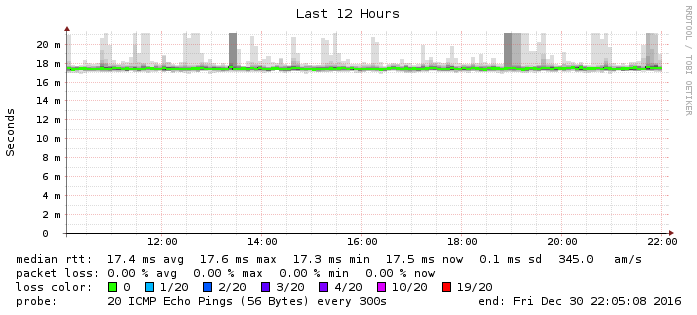 Last 12 Hours
RRDTOOL / TOBI OETIKER
Seconds
20 m
18 m
16 m
14 m
12 m
10 m
8 m
6 m
4 m
2 m
0
12:00 14:00 16:00 18:00 20:00 22:00
median rtt: 17.4 ms avg 17.6 ms max 17.3 ms min 17.5 ms now 0.1 ms sd 345.0 am/s
packet loss: 0.00 % avg 0.00 % max 0.00 % min 0.00 % now
loss color: 0 1/20 2/20 3/20 4/20 10/20 19/20
probe: 20 ICMP Echo Pings (56 Bytes) every 300s end: Fri Dec 30 22:05:08 2016